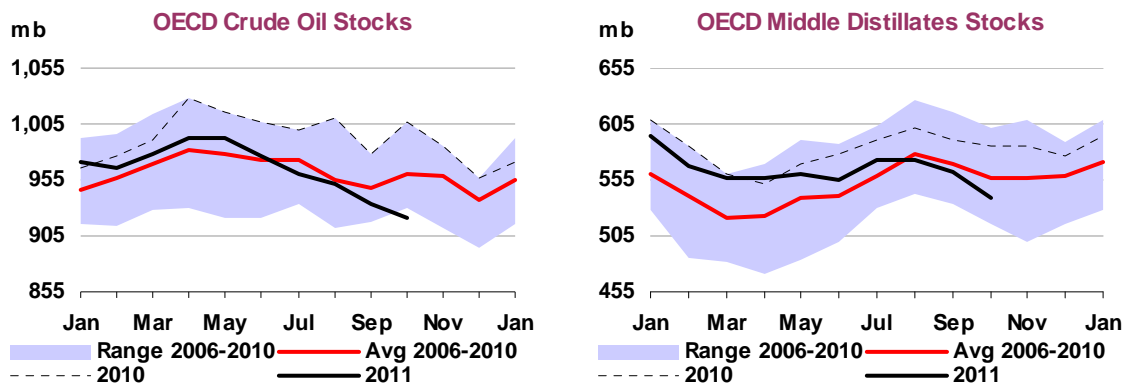 OECD Crude Oil Stocks
mb
1,055
1,005
955
905
855
Jan Mar May Jul Sep Nov Jan
Range 2006-2010 Avg 2006-2010
2010 2011
OECD Middle Distillates Stocks
mb
655
605
555
505
455
Jan Mar May Jul Sep Nov Jan
Range 2006-2010 Avg 2006-2010
2010 2011